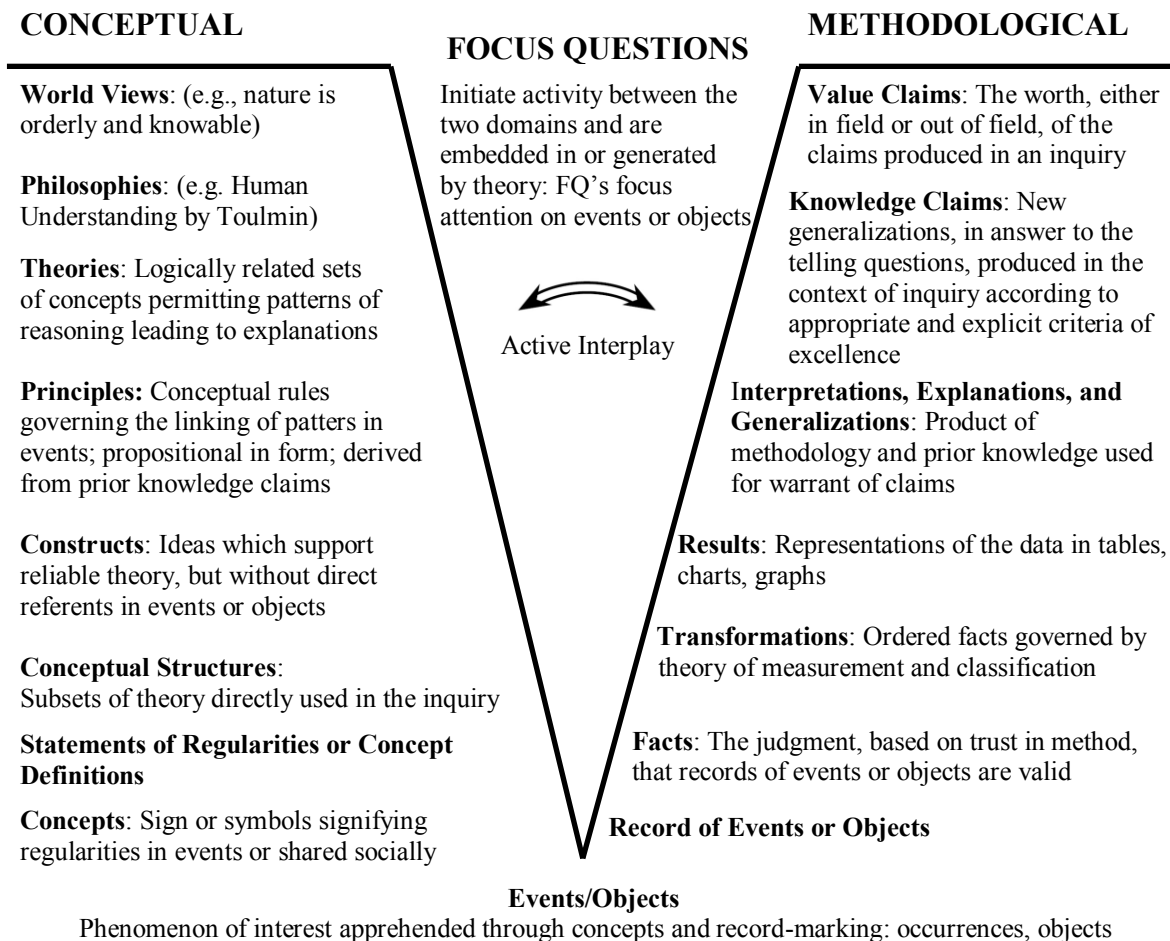 CONCEPTUAL
FOCUS QUESTIONS
METHODOLOGICAL
World Views: (e.g., nature is
orderly and knowable)
Philosophies: (e.g. Human
Understanding by Toulmin)
Theories: Logically related sets
of concepts permitting patterns of
reasoning leading to explanations
Principles: Conceptual rules
governing the linking of patters in
events; propositional in form; derived
from prior knowledge claims
Constructs: Ideas which support
reliable theory, but without direct
referents in events or objects
Conceptual Structures:
Subsets of theory directly used in the inquiry
Statements of Regularities or Concept
Definitions
Concepts: Sign or symbols signifying
regularities in events or shared socially
Initiate activity between the
two domains and are
embedded in or generated
by theory: FQ’s focus
attention on events or objects
Active Interplay
Value Claims: The worth, either
in field or out of field, of the
claims produced in an inquiry
Knowledge Claims: New
generalizations, in answer to the
telling questions, produced in the
context of inquiry according to
appropriate and explicit criteria of
excellence
Interpretations, Explanations, and
Generalizations: Product of
methodology and prior knowledge used
for warrant of claims
Results: Representations of the data in tables,
charts, graphs
Transformations: Ordered facts governed by
theory of measurement and classification
Facts: The judgment, based on trust in method,
that records of events or objects are valid
Record of Events or Objects
Events/Objects
Phenomenon of interest apprehended through concepts and record-marking: occurrences, objects